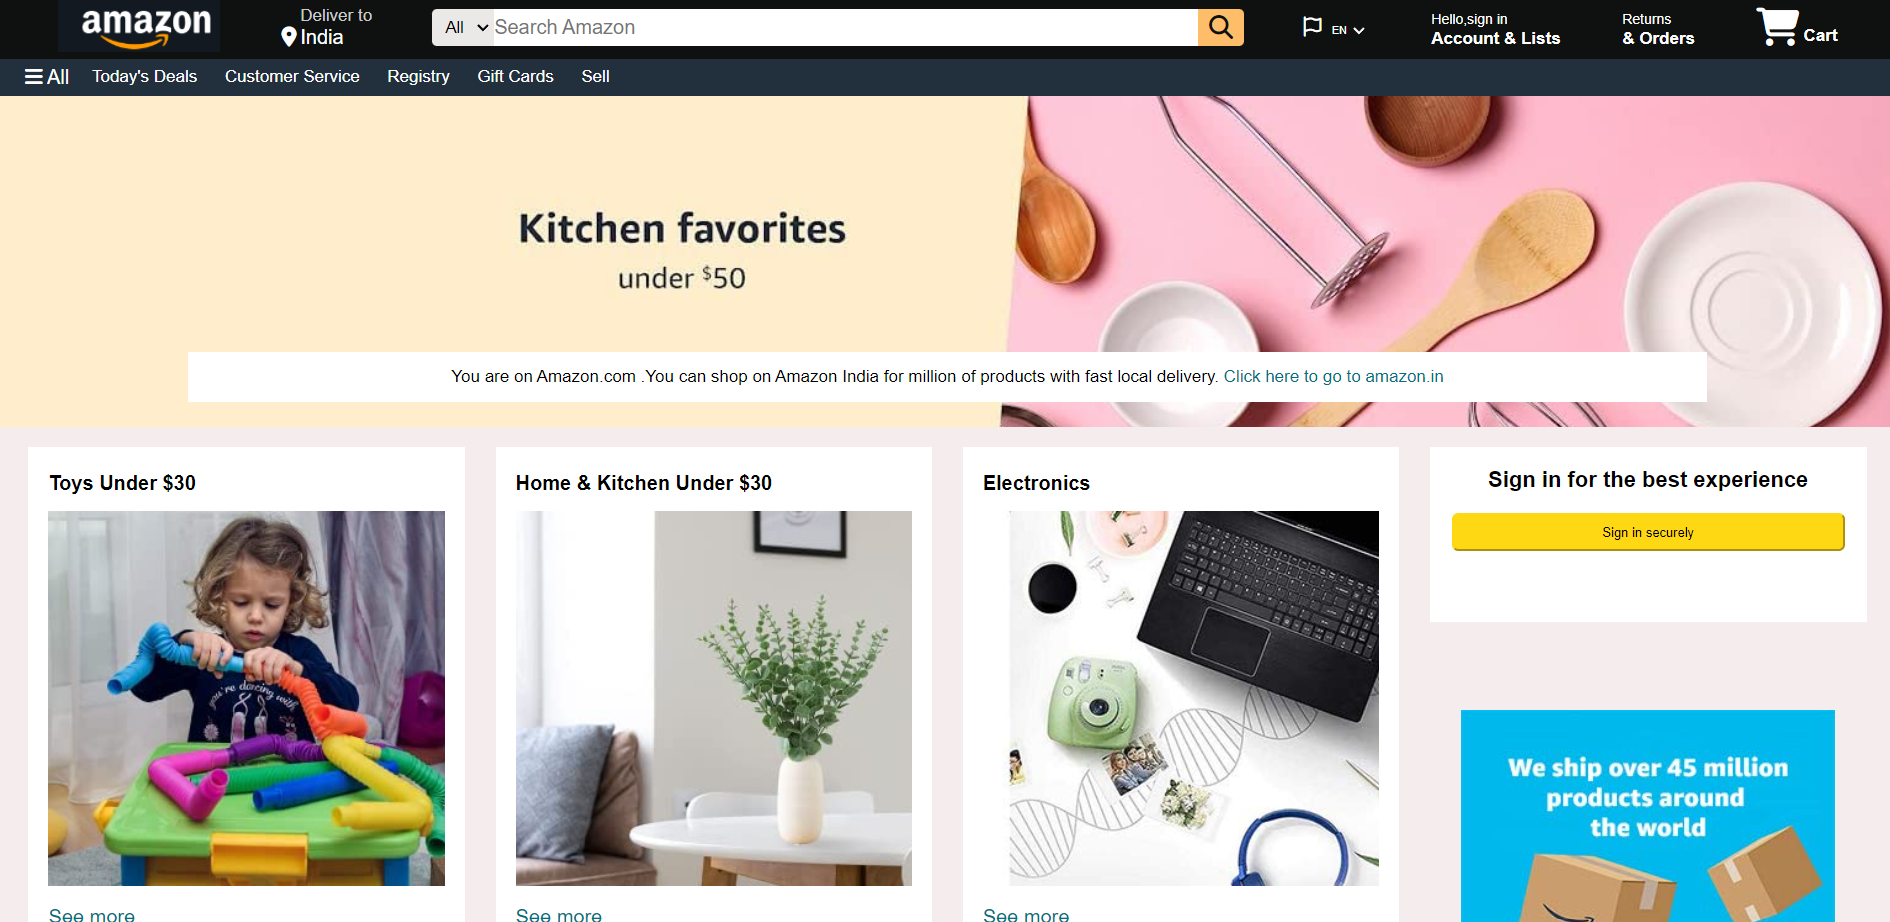 amazon
Deliver to
India
All
Search Amazon
EN
Hello,sign in
Account & Lists
Returns
& Orders
Cart
All
Today's Deals
Customer Service
Registry
Gift Cards
Sell
Kitchen favorites
under $50
You are on Amazon.com .You can shop on Amazon India for million of products with fast local delivery. Click here to go to amazon.in
Toys Under $30
Home & Kitchen Under $30
Electronics
Sign in for the best experience
Sign in securely
you're dancing with
We ship over 45 million
products around
the world
See more
See more
See more